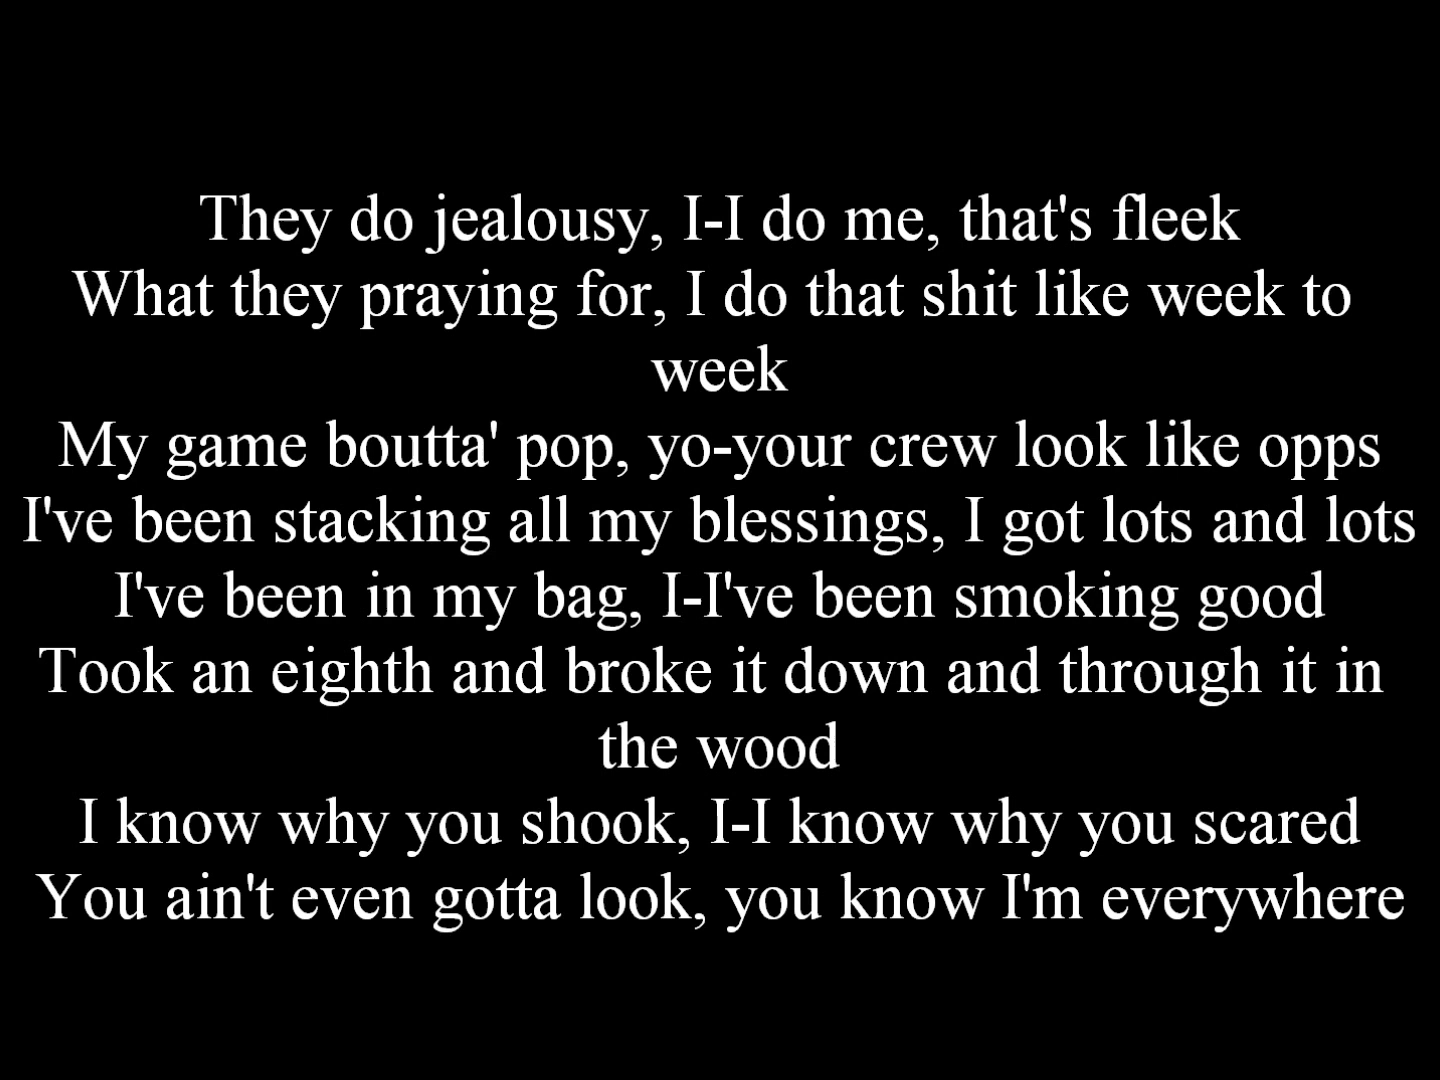 They do jealousy, I-I do me, that's fleek
What they praying for, I do that shit like week to
week
My game boutta' pop, yo-your crew look like opps
I've been stacking all my blessings, I got lots and lots
I've been in my bag, I-I've been smoking good
Took an eighth and broke it down and through it in
the wood
I know why you shook, I-I know why you scared
You ain't even gotta look, you know I'm everywhere